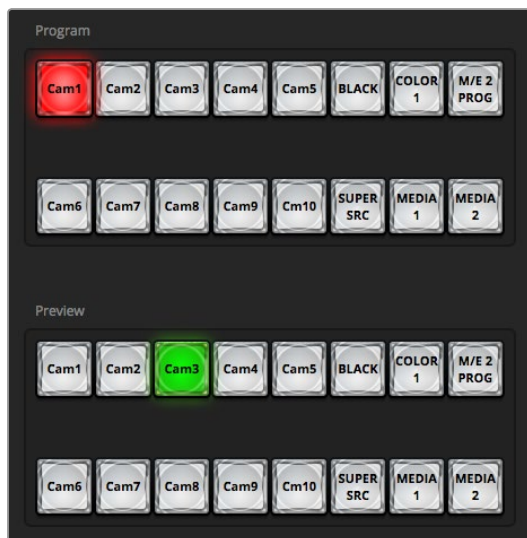 Program
Cam1 Cam2 Cam3 Cam4 Cam5 BLACK COLOR 1 M/E 2 PROG
Cam6 Cam7 Cam8 Cam9 Cm10 SUPER SRC MEDIA 1 MEDIA 2
Preview
Cam1 Cam2 Cam3 Cam4 Cam5 BLACK COLOR 1 M/E 2 PROG
Cam6 Cam7 Cam8 Cam9 Cm10 SUPER SRC MEDIA 1 MEDIA 2